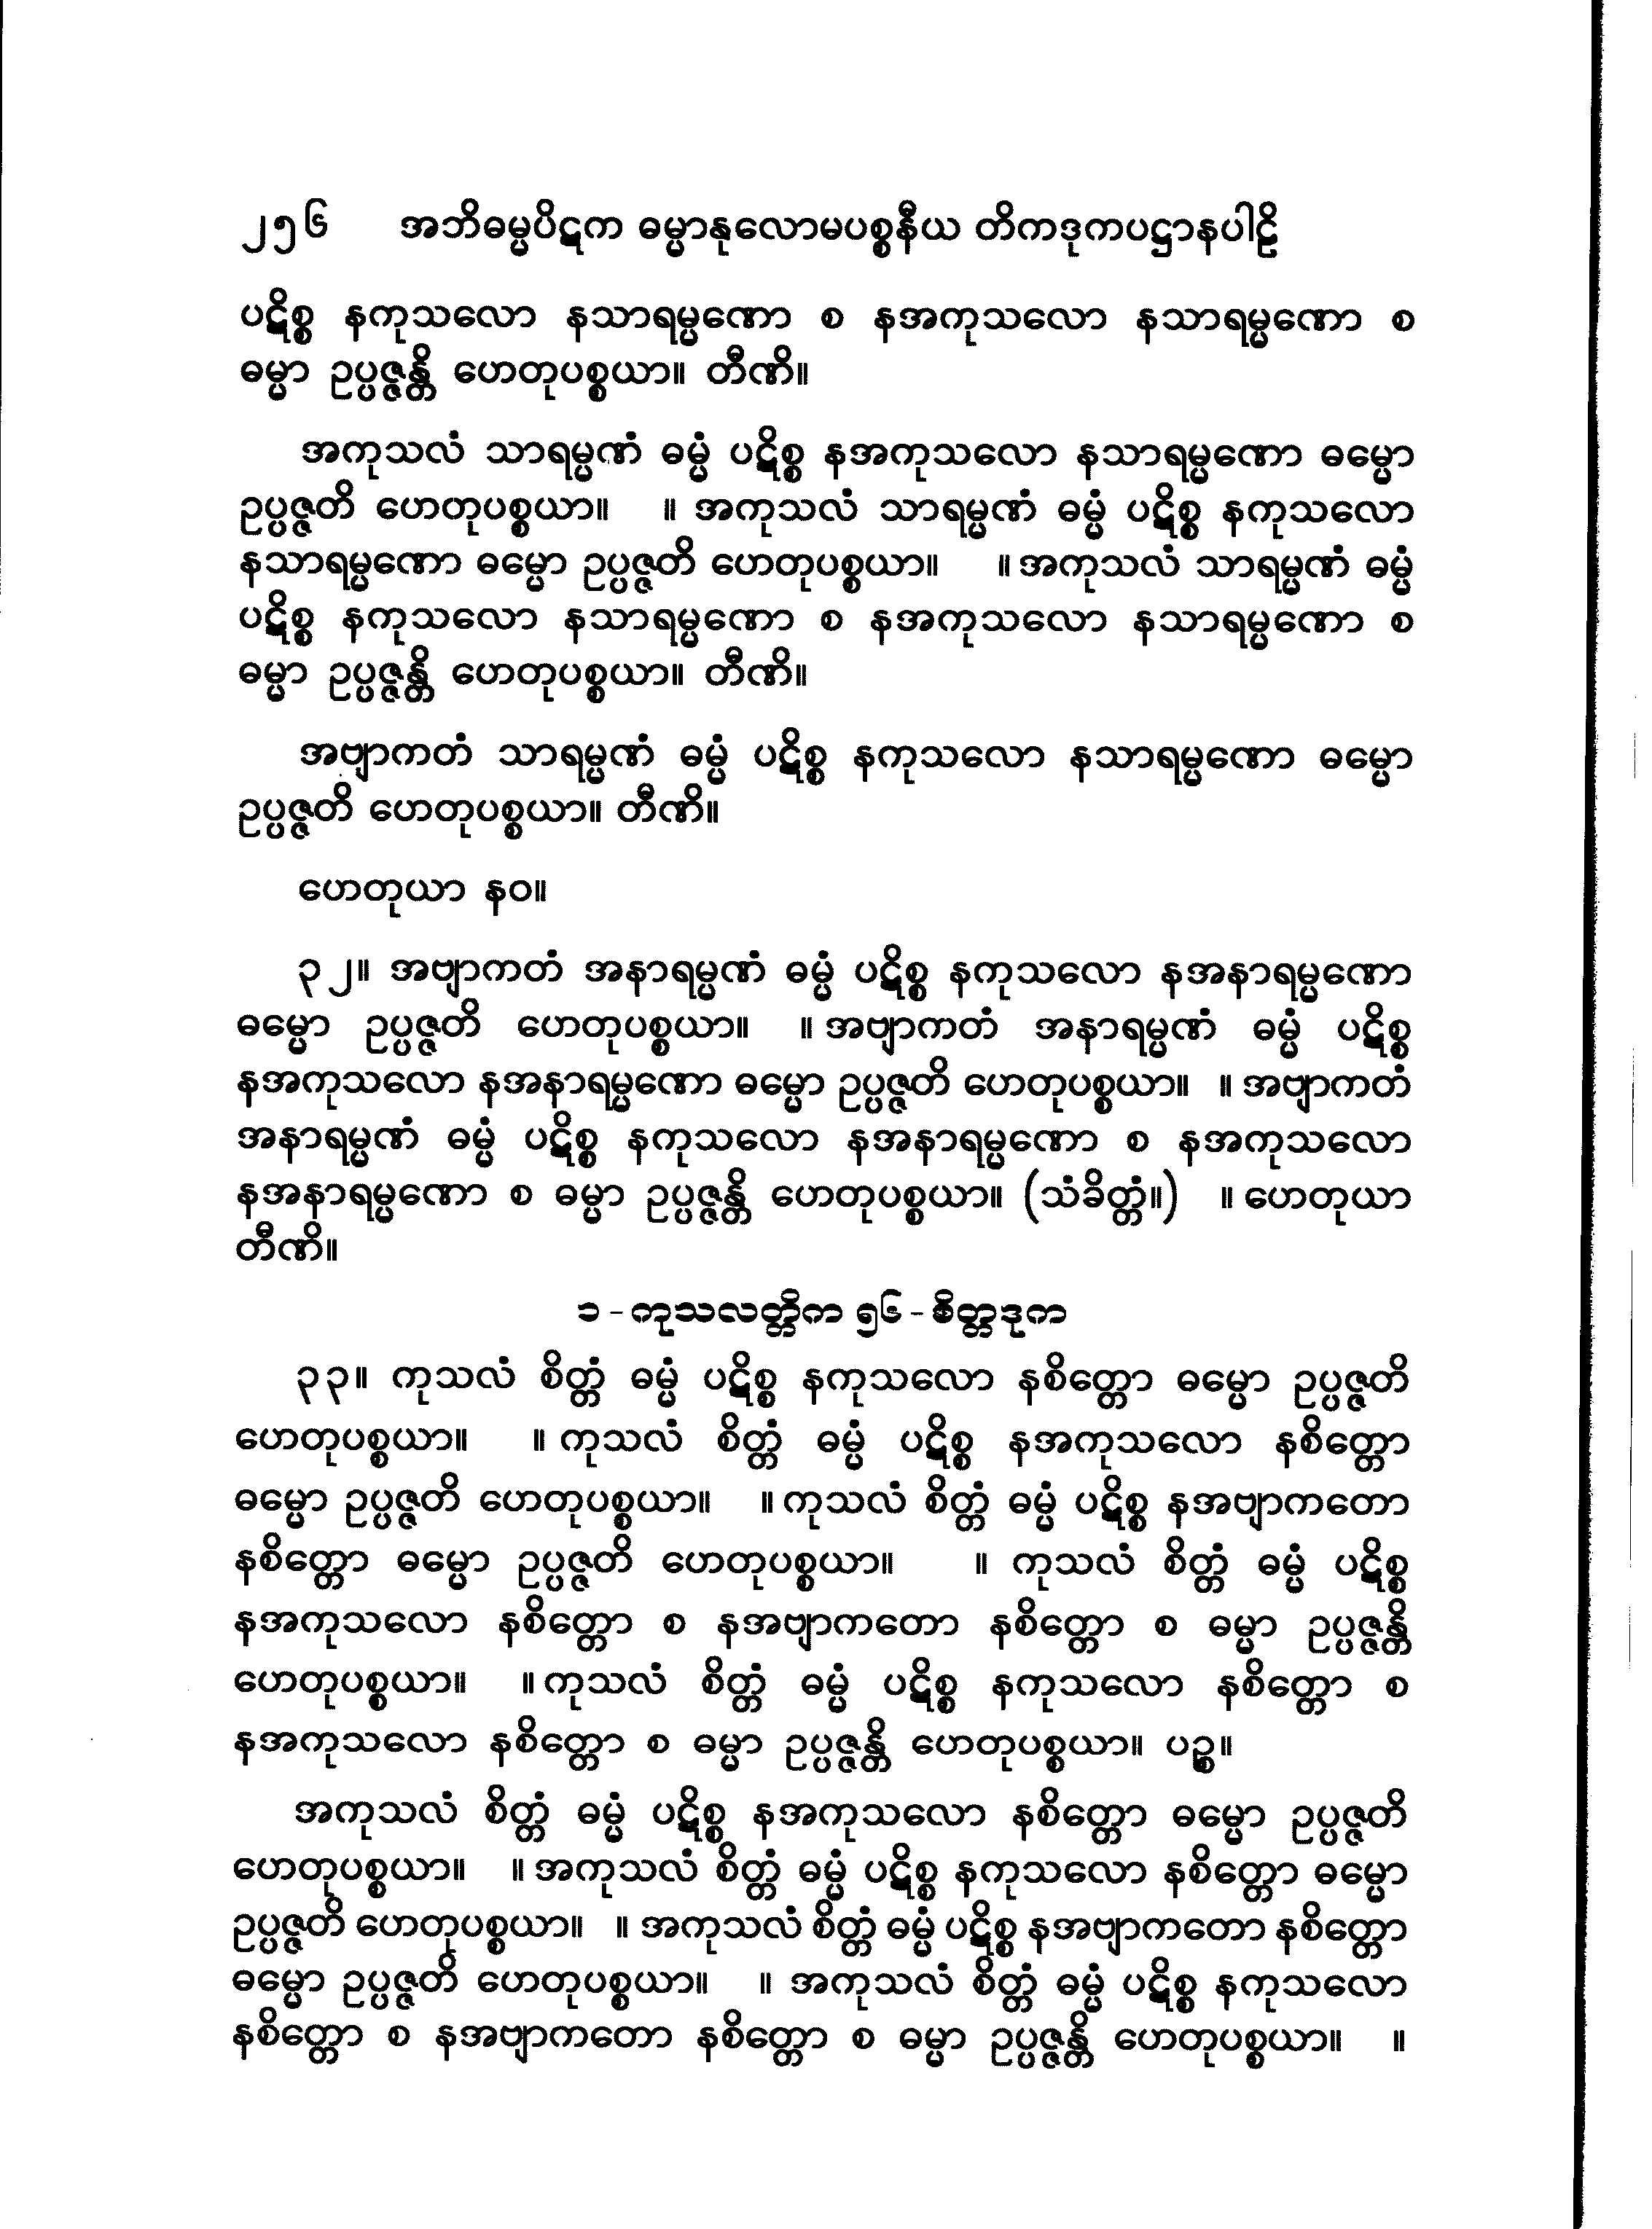 ၂၅၆ အဘိဓမ္မပိဋက ဓမ္မာနုလောမပစ္စနီယ တိကဒုကပဋ္ဌာနပါဠိ
ပဋိစ္စ နကုသလော နသာရမ္မဏော စ နအကုသလော နသာရမ္မဏော စ
ဓမ္မာ ဥပ္ပဇ္ဇန္တိ ဟေတုပစ္စယာ။ တီဏိ။
အကုသလံ သာရမ္မဏံ ဓမ္မံ ပဋိစ္စ နအကုသလော နသာရမ္မဏော ဓမ္မော
ဥပ္ပဇ္ဇတိ ဟေတုပစ္စယာ။ ။ အကုသလံ သာရမ္မဏံ ဓမ္မံ ပဋိစ္စ နကုသလော
နသာရမ္မဏော ဓမ္မော ဥပ္ပဇ္ဇတိ ဟေတုပစ္စယာ။ ။ အကုသလံ သာရမ္မဏံ ဓမ္မံ
ပဋိစ္စ နကုသလော နသာရမ္မဏော စ နအကုသလော နသာရမ္မဏော စ
ဓမ္မာ ဥပ္ပဇ္ဇန္တိ ဟေတုပစ္စယာ။ တီဏိ။
အဗျာကတံ သာရမ္မဏံ ဓမ္မံ ပဋိစ္စ နကုသလော နသာရမ္မဏော ဓမ္မော
ဥပ္ပဇ္ဇတိ ဟေတုပစ္စယာ။ တီဏိ။
ဟေတုယာ နဝ။
၃၂။ အဗျာကတံ အနာရမ္မဏံ ဓမ္မံ ပဋိစ္စ နကုသလော နအနာရမ္မဏော
ဓမ္မော ဥပ္ပဇ္ဇတိ ဟေတုပစ္စယာ။ ။ အဗျာကတံ အနာရမ္မဏံ ဓမ္မံ ပဋိစ္စ
နအကုသလော နအနာရမ္မဏော ဓမ္မော ဥပ္ပဇ္ဇတိ ဟေတုပစ္စယာ။ ။ အဗျာကတံ
အနာရမ္မဏံ ဓမ္မံ ပဋိစ္စ နကုသလော နအနာရမ္မဏော စ နအကုသလော
နအနာရမ္မဏော စ ဓမ္မာ ဥပ္ပဇ္ဇန္တိ ဟေတုပစ္စယာ။ (သံခိတ္တံ။) ။ ဟေတုယာ
တီဏိ။
၁ - ကုသလတ္တိက ၅၆ - စိတ္တဒုက
၃၃။ ကုသလံ စိတ္တံ ဓမ္မံ ပဋိစ္စ နကုသလော နစိတ္တော ဓမ္မော ဥပ္ပဇ္ဇတိ
ဟေတုပစ္စယာ။ ။ ကုသလံ စိတ္တံ ဓမ္မံ ပဋိစ္စ နအကုသလော နစိတ္တော
ဓမ္မော ဥပ္ပဇ္ဇတိ ဟေတုပစ္စယာ။ ။ ကုသလံ စိတ္တံ ဓမ္မံ ပဋိစ္စ နအဗျာကတော
နစိတ္တော ဓမ္မော ဥပ္ပဇ္ဇတိ ဟေတုပစ္စယာ။ ။ ကုသလံ စိတ္တံ ဓမ္မံ ပဋိစ္စ
နအကုသလော နစိတ္တော စ နအဗျာကတော နစိတ္တော စ ဓမ္မာ ဥပ္ပဇ္ဇန္တိ
ဟေတုပစ္စယာ။ ။ ကုသလံ စိတ္တံ ဓမ္မံ ပဋိစ္စ နကုသလော နစိတ္တော စ
နအကုသလော နစိတ္တော စ ဓမ္မာ ဥပ္ပဇ္ဇန္တိ ဟေတုပစ္စယာ။ ပဉ္စ။
အကုသလံ စိတ္တံ ဓမ္မံ ပဋိစ္စ နအကုသလော နစိတ္တော ဓမ္မော ဥပ္ပဇ္ဇတိ
ဟေတုပစ္စယာ။ ။ အကုသလံ စိတ္တံ ဓမ္မံ ပဋိစ္စ နကုသလော နစိတ္တော ဓမ္မော
ဥပ္ပဇ္ဇတိ ဟေတုပစ္စယာ။ ။ အကုသလံ စိတ္တံ ဓမ္မံ ပဋိစ္စ နအဗျာကတော နစိတ္တော
ဓမ္မော ဥပ္ပဇ္ဇတိ ဟေတုပစ္စယာ။ ။ အကုသလံ စိတ္တံ ဓမ္မံ ပဋိစ္စ နကုသလော
နစိတ္တော စ နအဗျာကတော နစိတ္တော စ ဓမ္မာ ဥပ္ပဇ္ဇန္တိ ဟေတုပစ္စယာ။ ။